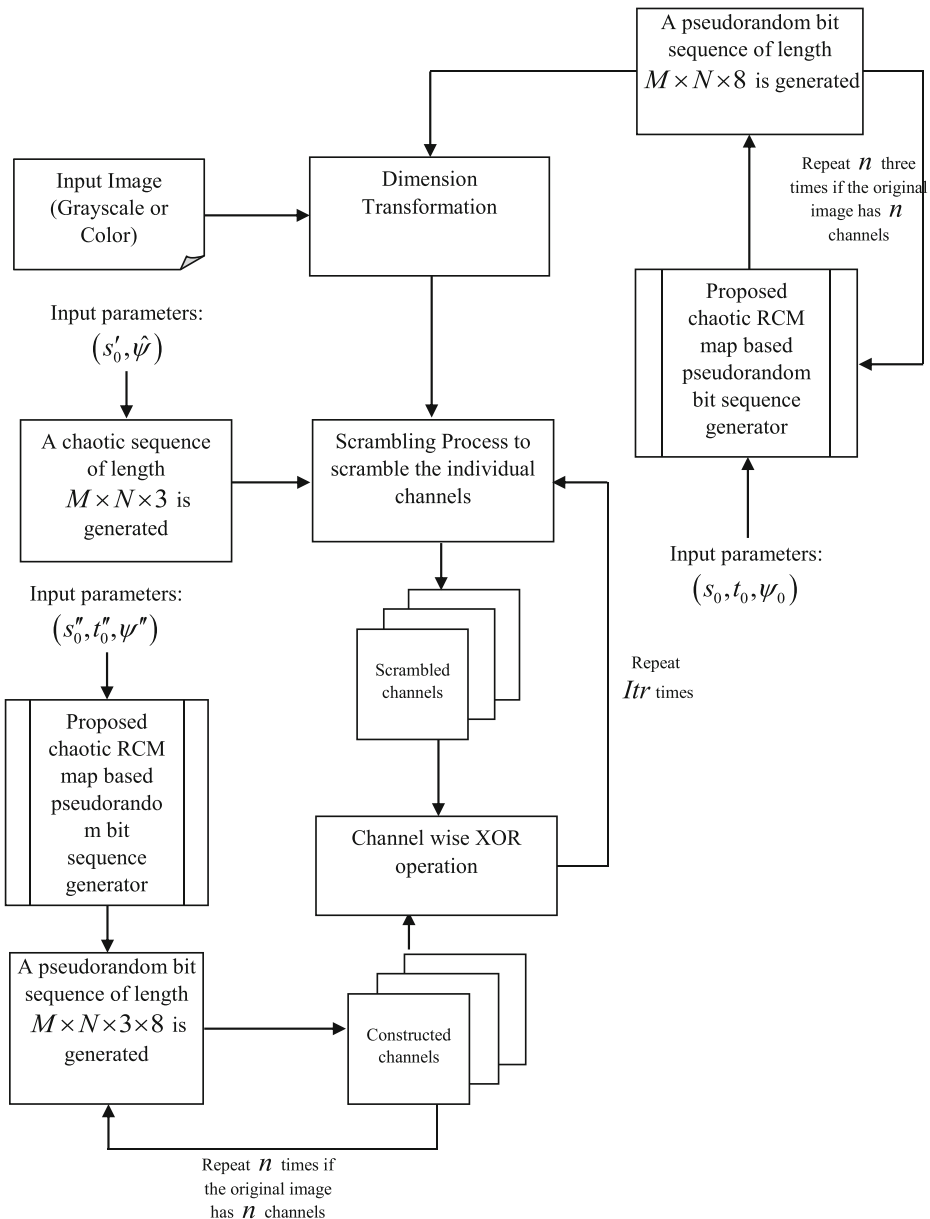 A pseudorandom bit
sequence of length
M × N × 8 is generated
Repeat n three
times if the original
image has n
channels
Input Image
(Grayscale or
Color)
Dimension
Transformation
Proposed
chaotic RCM
map based
pseudorandom
bit sequence
generator
Input parameters:
(s₀, t₀, ψ₀)
Input parameters:
(s₀′, ψ̂)
A chaotic sequence
of length
M × N × 3 is
generated
Scrambling Process to
scramble the individual
channels
Input parameters:
(s₀″, t₀″, ψ″)
Scrambled
channels
Repeat
Itr times
Proposed
chaotic RCM
map based
pseudorando
m bit
sequence
generator
Channel wise XOR
operation
A pseudorandom bit
sequence of length
M × N × 3 × 8 is
generated
Constructed
channels
Repeat n times if
the original image
has n channels